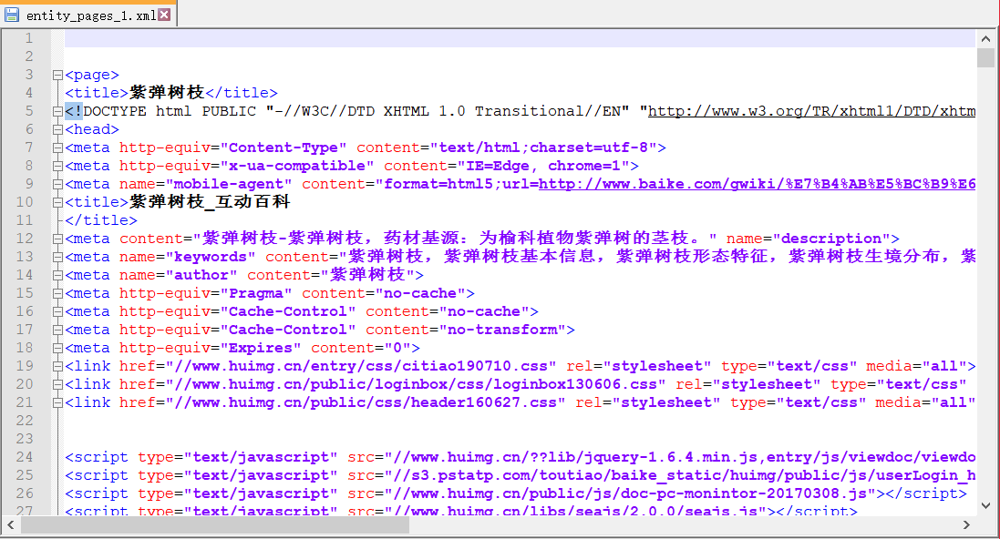 entity_pages_1.xml
1
2
3 <page>
4 <title>紫弹树枝</title>
5 <!DOCTYPE html PUBLIC "-//W3C//DTD XHTML 1.0 Transitional//EN" "http://www.w3.org/TR/xhtml1/DTD/xhtm
6 <head>
7 <meta http-equiv="Content-Type" content="text/html;charset=utf-8">
8 <meta http-equiv="x-ua-compatible" content="IE=Edge, chrome=1">
9 <meta name="mobile-agent" content="format=html5;url=http://www.baike.com/gwiki/%E7%B4%AB%E5%BC%B9%E6
10 <title>紫弹树枝_互动百科
11 </title>
12 <meta content="紫弹树枝-紫弹树枝，药材基源：为榆科植物紫弹树的茎枝。" name="description">
13 <meta name="keywords" content="紫弹树枝，紫弹树枝基本信息，紫弹树枝形态特征，紫弹树枝生境分布，紫
14 <meta name="author" content="紫弹树枝">
15 <meta http-equiv="Pragma" content="no-cache">
16 <meta http-equiv="Cache-Control" content="no-cache">
17 <meta http-equiv="Cache-Control" content="no-transform">
18 <meta http-equiv="Expires" content="0">
19 <link href="//www.huimg.cn/entry/css/citiao190710.css" rel="stylesheet" type="text/css" media="all">
20 <link href="//www.huimg.cn/public/loginbox/css/loginbox130606.css" rel="stylesheet" type="text/css"
21 <link href="//www.huimg.cn/public/css/header160627.css" rel="stylesheet" type="text/css" media="all"
22
23
24 <script type="text/javascript" src="//www.huimg.cn/??lib/jquery-1.6.4.min.js,entry/js/viewdoc/viewdo
25 <script type="text/javascript" src="//s3.pstatp.com/toutiao/baike_static/huimg/public/js/userLogin_h
26 <script type="text/javascript" src="//www.huimg.cn/public/js/doc-pc-monintor-20170308.js"></script>
27 <script type="text/javascript" src="//www.huimg.cn/libs/seajs/2.0.0/seajs.js"></script>